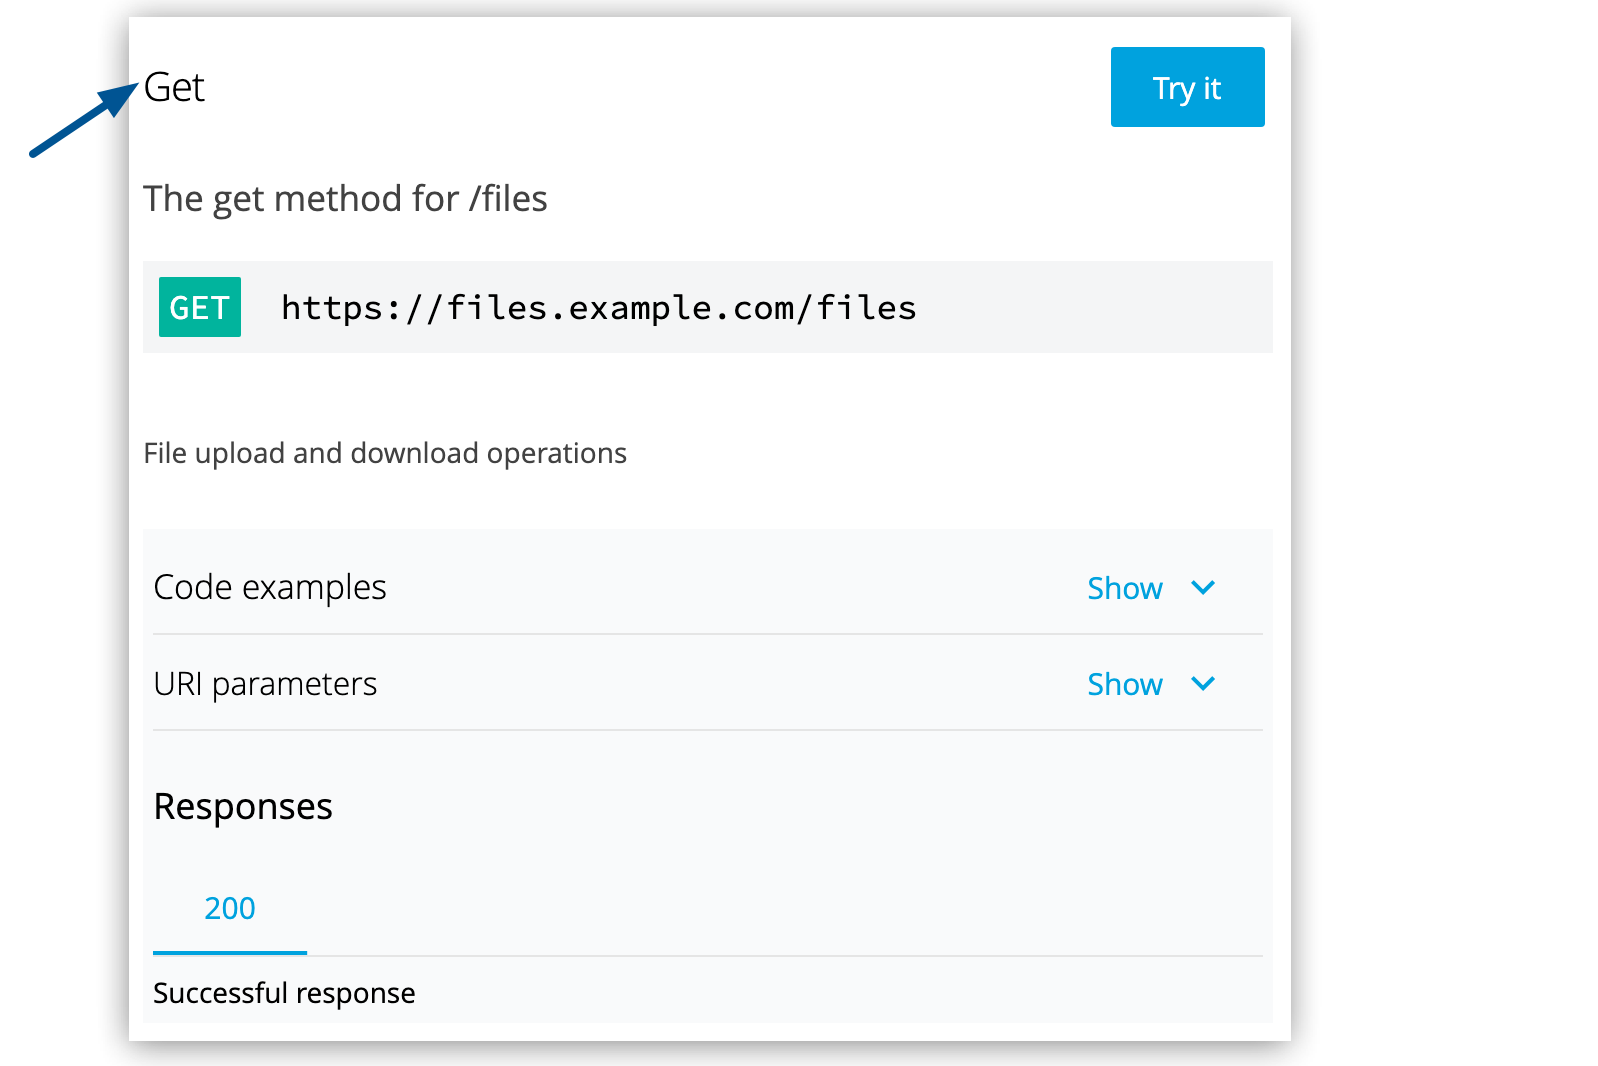 Get
Try it
The get method for /files
GET https://files.example.com/files
File upload and download operations
Code examples Show
URI parameters Show
Responses
200
Successful response